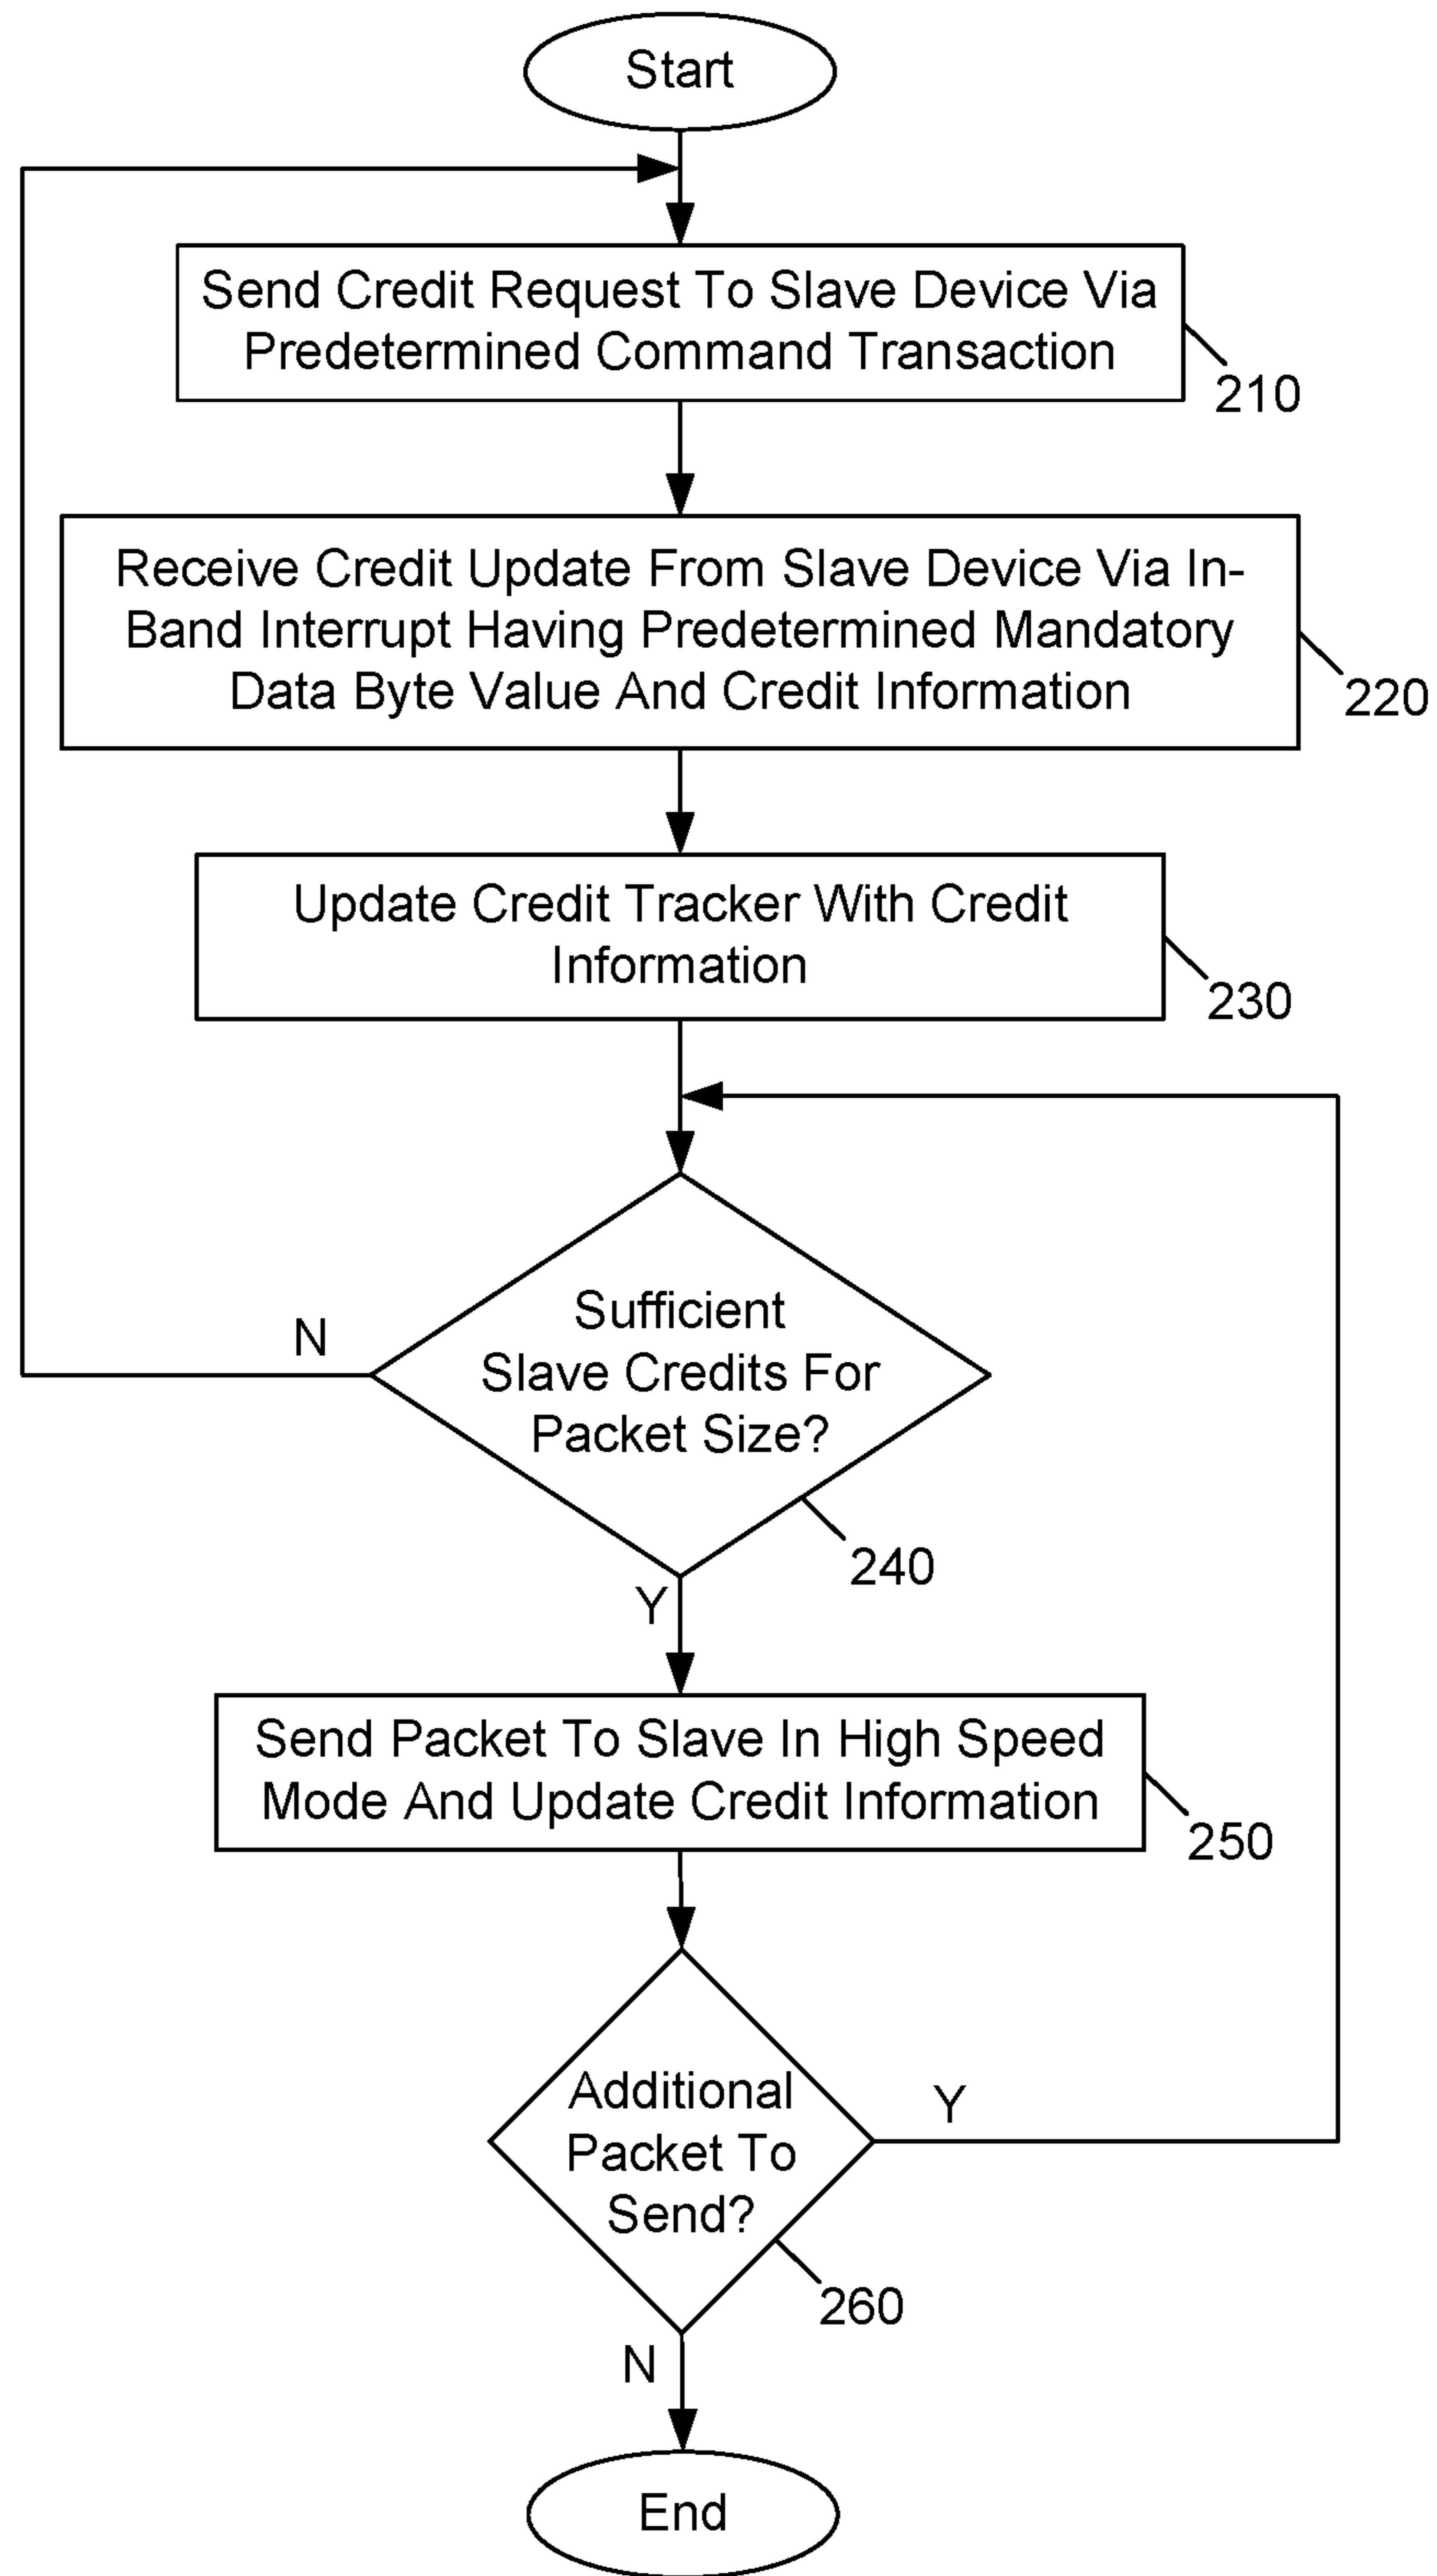 Start
Send Credit Request To Slave Device Via
Predetermined Command Transaction
210
Receive Credit Update From Slave Device Via In-
Band Interrupt Having Predetermined Mandatory
Data Byte Value And Credit Information
220
Update Credit Tracker With Credit
Information
230
Sufficient
Slave Credits For
Packet Size?
N
240
Y
Send Packet To Slave In High Speed
Mode And Update Credit Information
250
Additional
Packet To
Send?
Y
260
N
End